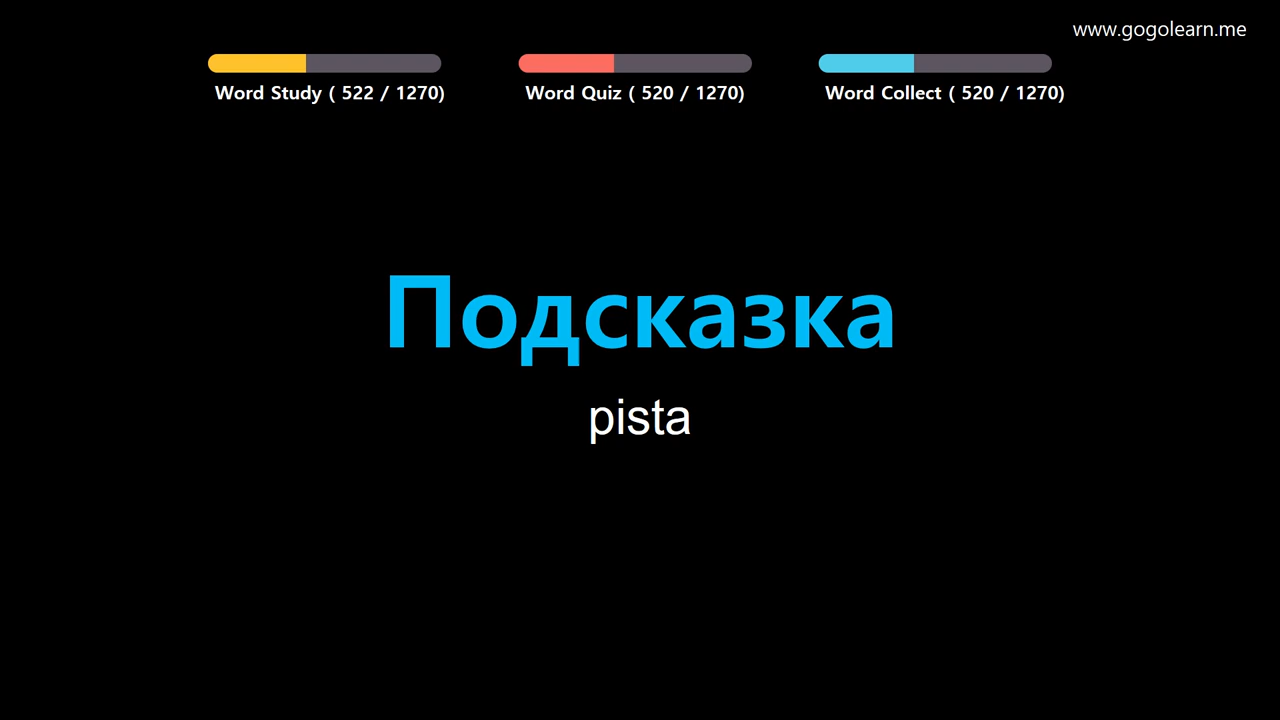 www.gogolearn.me
Word Study ( 522 / 1270)
Word Quiz ( 520 / 1270)
Word Collect ( 520 / 1270)
Подсказка
pista